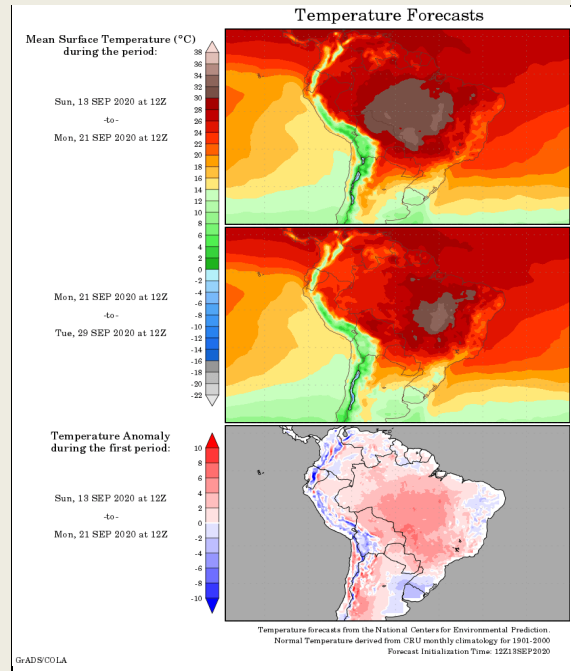 Temperature Forecasts
Mean Surface Temperature (°C)
during the period:
Sun, 13 SEP 2020 at 12Z
-to-
Mon, 21 SEP 2020 at 12Z
38
36
34
32
30
28
26
24
22
20
18
16
14
12
10
8
6
4
2
0
-2
-4
-6
-8
-10
-12
-14
-16
-18
-20
-22
Mon, 21 SEP 2020 at 12Z
-to-
Tue, 29 SEP 2020 at 12Z
Temperature Anomaly
during the first period:
Sun, 13 SEP 2020 at 12Z
-to-
Mon, 21 SEP 2020 at 12Z
10
8
6
4
2
0
-2
-4
-6
-8
-10
Temperature forecasts from the National Centers for Environmental Prediction.
Normal Temperature derived from CRU monthly climatology for 1901-2000
Forecast Initialization Time: 12Z13SEP2020
GrADS/COLA